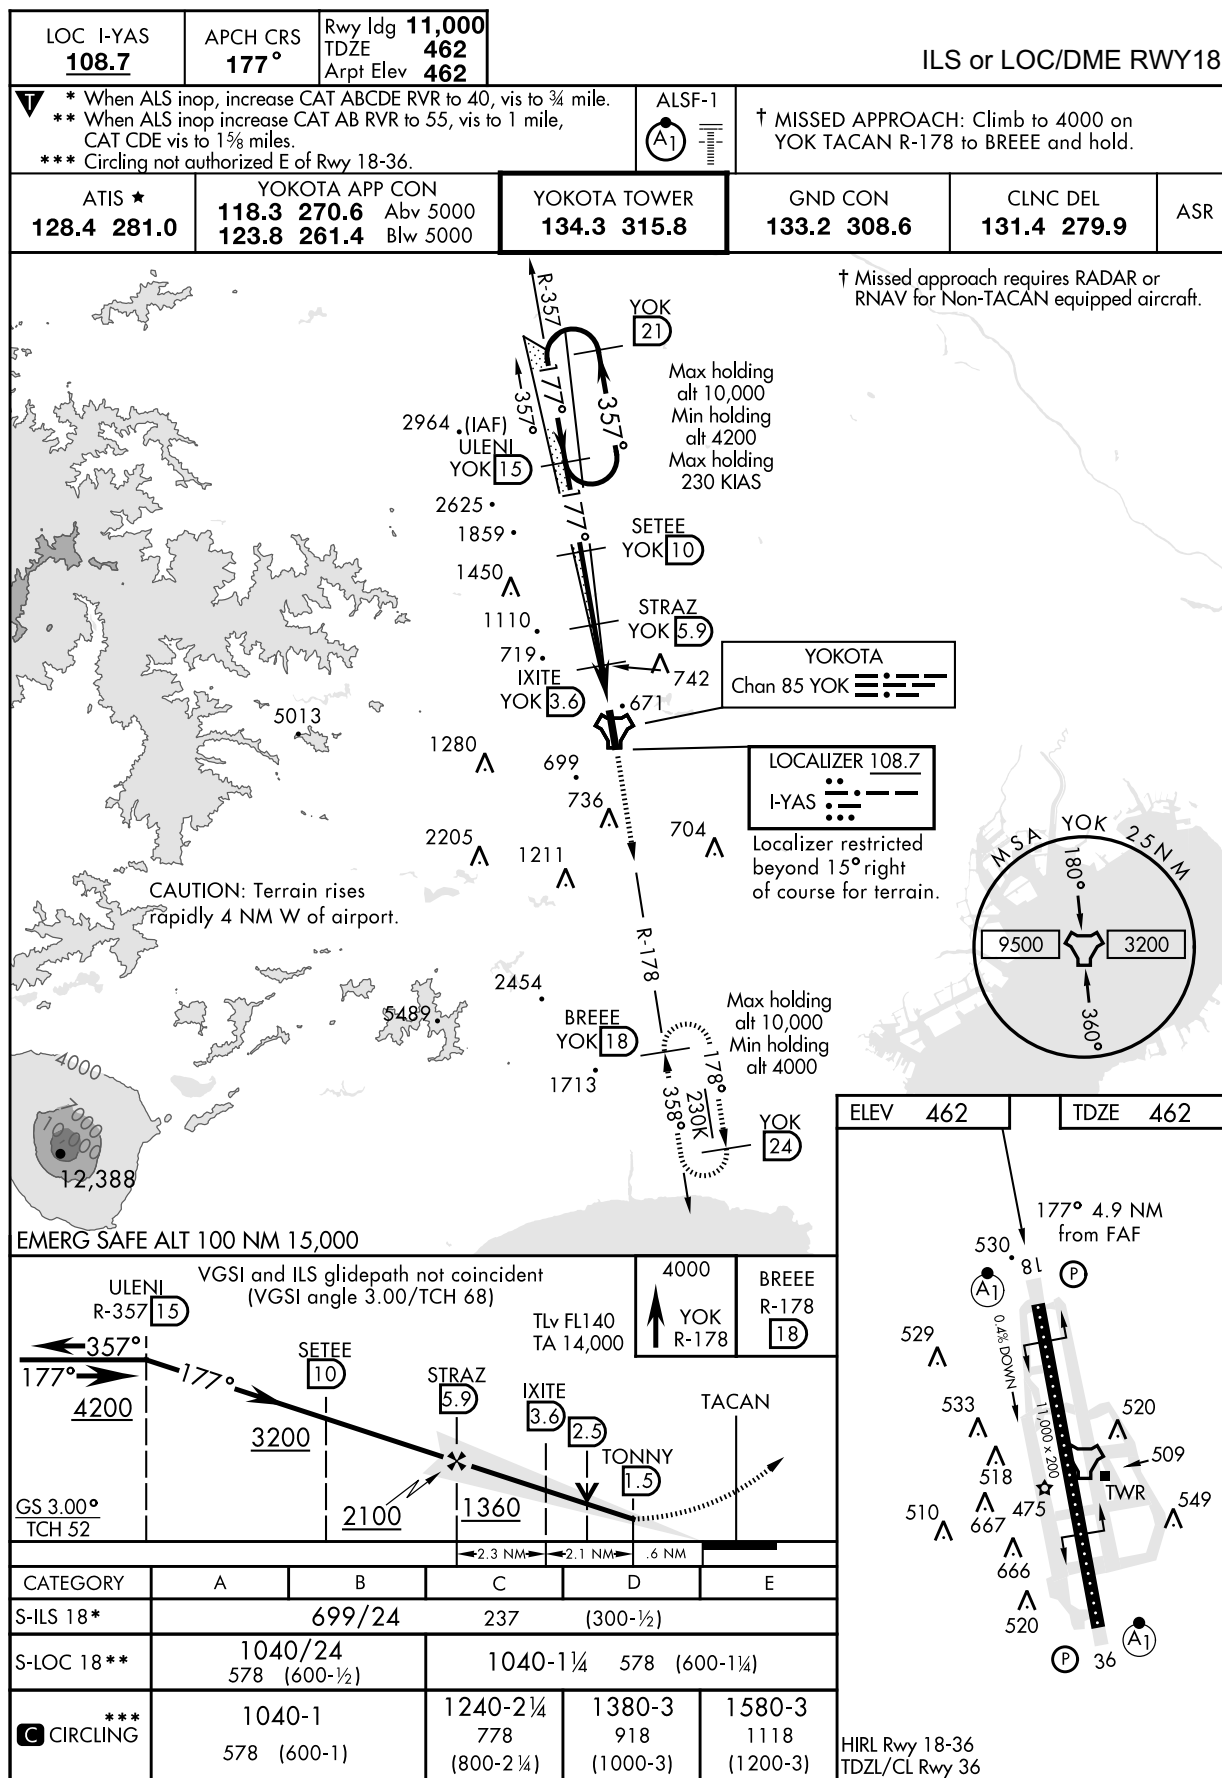 LOC I-YAS
108.7
APCH CRS
177°
Rwy ldg 11,000
TDZE 462
Arpt Elev 462
ILS or LOC/DME RWY18
T
* When ALS inop, increase CAT ABCDE RVR to 40, vis to ¾ mile.
** When ALS inop increase CAT AB RVR to 55, vis to 1 mile,
CAT CDE vis to 1⅝ miles.
*** Circling not authorized E of Rwy 18-36.
ALSF-1
A1
† MISSED APPROACH: Climb to 4000 on
YOK TACAN R-178 to BREEE and hold.
ATIS ★
128.4 281.0
YOKOTA APP CON
118.3 270.6 Abv 5000
123.8 261.4 Blw 5000
YOKOTA TOWER
134.3 315.8
GND CON
133.2 308.6
CLNC DEL
131.4 279.9
ASR
† Missed approach requires RADAR or
RNAV for Non-TACAN equipped aircraft.
R-357
YOK
21
177°
357°
357°
Max holding
alt 10,000
Min holding
alt 4200
Max holding
230 KIAS
2964 (IAF)
ULENI
YOK 15
177°
2625
1859
SETEE
YOK 10
1450
STRAZ
YOK 5.9
1110
719
742
IXITE
YOK 3.6
671
YOKOTA
Chan 85 YOK
5013
1280
699
736
LOCALIZER 108.7
I-YAS
Localizer restricted
beyond 15° right
of course for terrain.
704
2205
1211
CAUTION: Terrain rises
rapidly 4 NM W of airport.
MSA YOK 25NM
180°
9500
3200
360°
R-178
2454
5489
BREEE
YOK 18
1713
Max holding
alt 10,000
Min holding
alt 4000
178°
358°
230K
YOK
24
4000
7000
10000
12,388
EMERG SAFE ALT 100 NM 15,000
ELEV 462
TDZE 462
177° 4.9 NM
from FAF
530
18
P
A1
0.4% DOWN
11,000 x 200
529
533
518
520
509
TWR
510
667
475
549
666
520
A1
P
36
HIRL Rwy 18-36
TDZL/CL Rwy 36
VGSI and ILS glidepath not coincident
(VGSI angle 3.00/TCH 68)
ULENI
R-357 15
357°
177°
4200
177°
SETEE
10
3200
TLv FL140
TA 14,000
4000
YOK
R-178
BREEE
R-178
18
STRAZ
5.9
IXITE
3.6
2.5
TONNY
1.5
TACAN
2100
1360
GS 3.00°
TCH 52
2.3 NM
2.1 NM
.6 NM
CATEGORY A B C D E
S-ILS 18* 699/24 237 (300-½)
S-LOC 18** 1040/24
578 (600-½)
1040-1¼ 578 (600-1¼)
C CIRCLING ***
1040-1
578 (600-1)
1240-2¼
778
(800-2¼)
1380-3
918
(1000-3)
1580-3
1118
(1200-3)